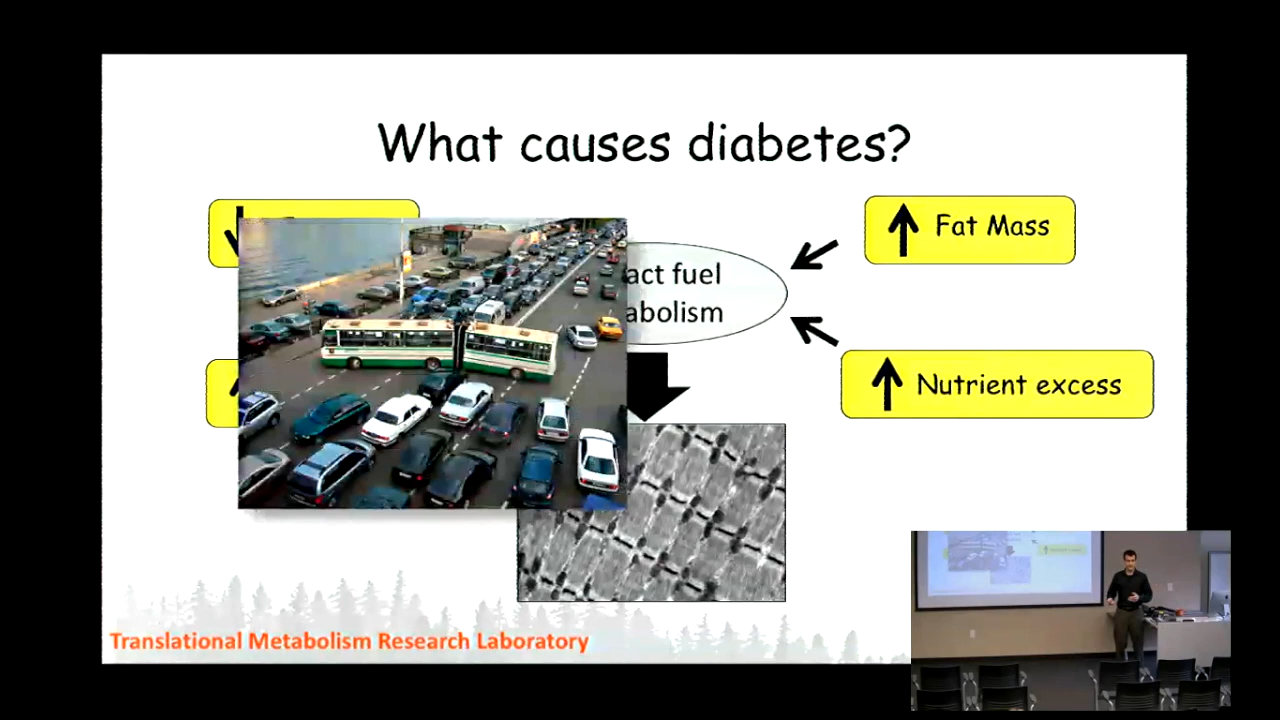 What causes diabetes?
Fat Mass
act fuel
abolism
Nutrient excess
Translational Metabolism Research Laboratory